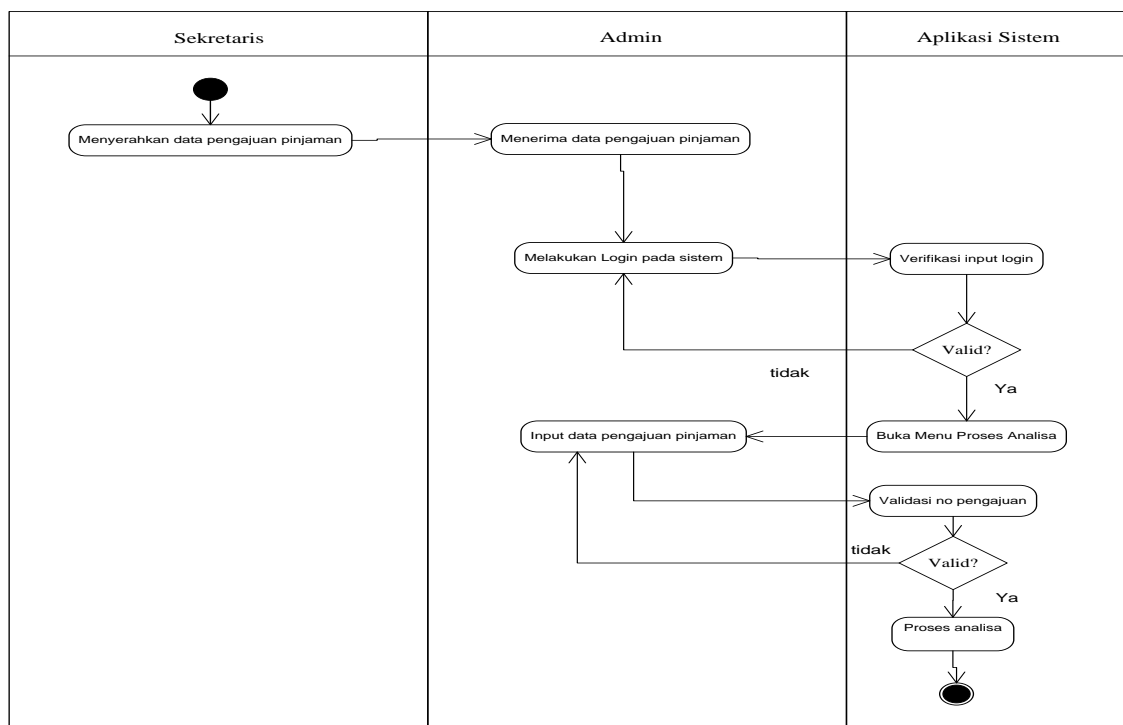 Sekretaris
Admin
Aplikasi Sistem
Menyerahkan data pengajuan pinjaman
Menerima data pengajuan pinjaman
Melakukan Login pada sistem
Verifikasi input login
Valid?
tidak
Ya
Input data pengajuan pinjaman
Buka Menu Proses Analisa
Validasi no pengajuan
tidak
Valid?
Ya
Proses analisa